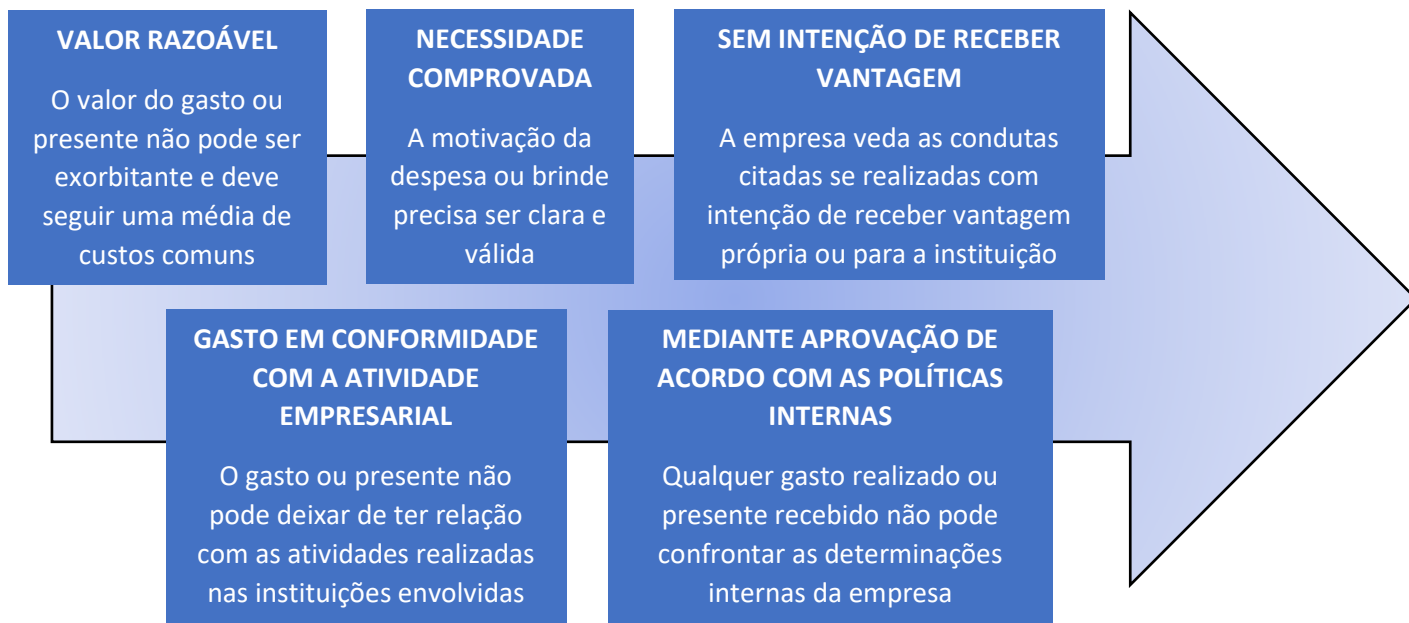 VALOR RAZOÁVEL
O valor do gasto ou
presente não pode ser
exorbitante e deve
seguir uma média de
custos comuns
NECESSIDADE
COMPROVADA
A motivação da
despesa ou brinde
precisa ser clara e
válida
SEM INTENÇÃO DE RECEBER
VANTAGEM
A empresa veda as condutas
citadas se realizadas com
intenção de receber vantagem
própria ou para a instituição
GASTO EM CONFORMIDADE
COM A ATIVIDADE
EMPRESARIAL
O gasto ou presente não
pode deixar de ter relação
com as atividades realizadas
nas instituições envolvidas
MEDIANTE APROVAÇÃO DE
ACORDO COM AS POLÍTICAS
INTERNAS
Qualquer gasto realizado ou
presente recebido não pode
confrontar as determinações
internas da empresa